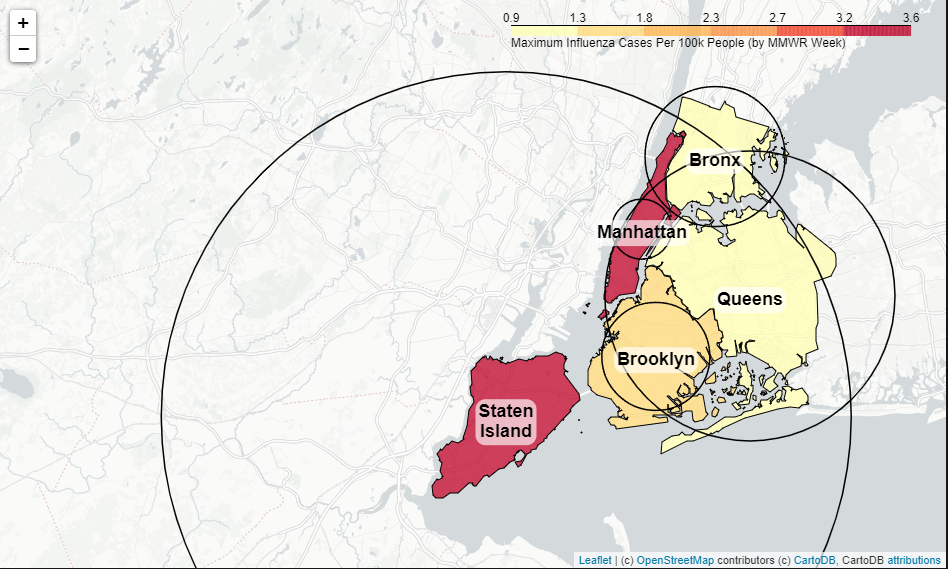 +
−
0.9 1.3 1.8 2.3 2.7 3.2 3.6
Maximum Influenza Cases Per 100k People (by MMWR Week)
Bronx
Manhattan
Queens
Brooklyn
Staten
Island
Leaflet | (c) OpenStreetMap contributors (c) CartoDB, CartoDB attributions